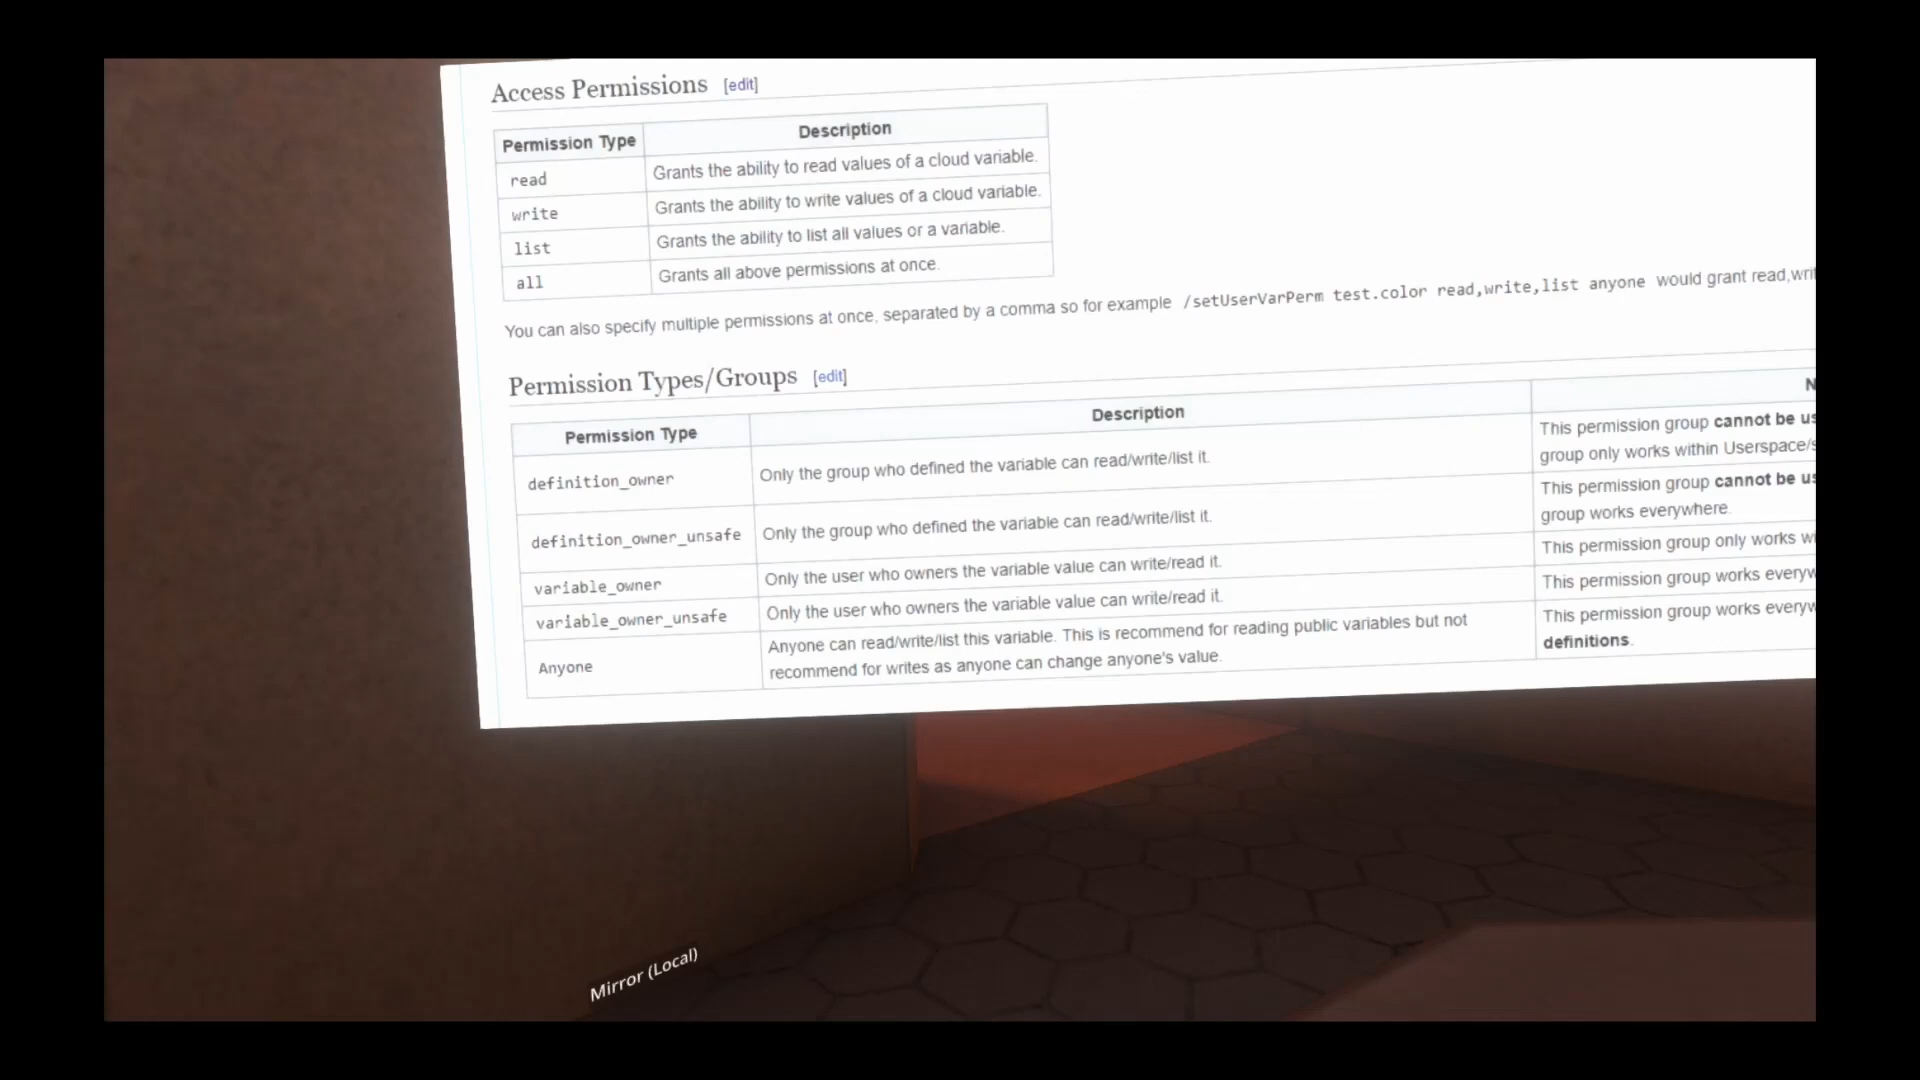 Access Permissions [edit]
Permission Type Description
read Grants the ability to read values of a cloud variable.
write Grants the ability to write values of a cloud variable.
list Grants the ability to list all values or a variable.
all Grants all above permissions at once.
You can also specify multiple permissions at once, separated by a comma so for example /setUserVarPerm test.color read,write,list anyone would grant read,writ
Permission Types/Groups [edit]
Permission Type Description N
definition_owner Only the group who defined the variable can read/write/list it. This permission group cannot be us
group only works within Userspace/s
definition_owner_unsafe Only the group who defined the variable can read/write/list it. This permission group cannot be us
group works everywhere.
variable_owner Only the user who owners the variable value can write/read it. This permission group only works wi
variable_owner_unsafe Only the user who owners the variable value can write/read it. This permission group works everyw
Anyone Anyone can read/write/list this variable. This is recommend for reading public variables but not This permission group works everyw
recommend for writes as anyone can change anyone's value. definitions.
Mirror (Local)